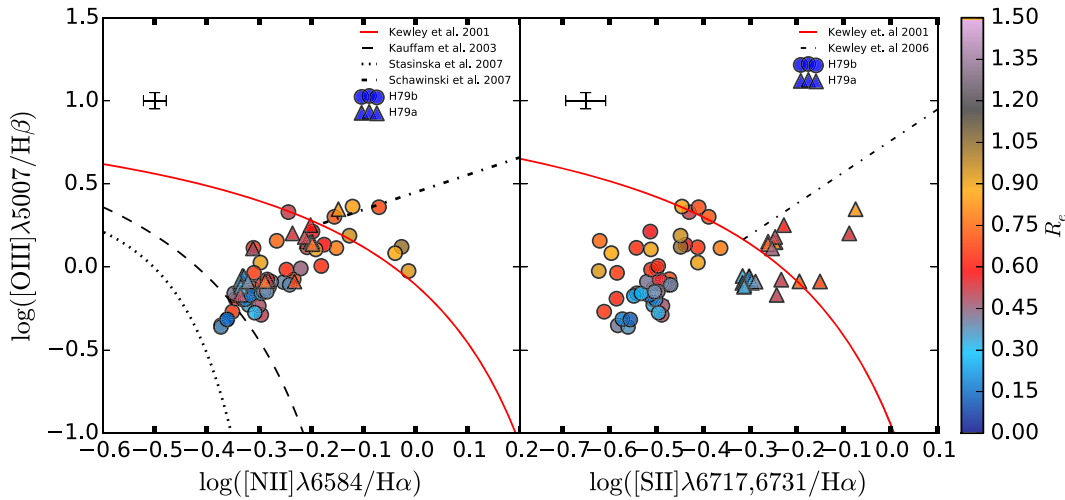 1.5
1.0
0.5
0.0
−0.5
−1.0
log([OIII]λ5007/Hβ)
Kewley et. al 2001
Kauffam et al. 2003
Stasinska et al. 2007
Schawinski et al. 2007
H79b
H79a
−0.6 −0.5 −0.4 −0.3 −0.2 −0.1 0.0 0.1 0.2
log([NII]λ6584/Hα)
Kewley et. al 2001
Kewley et. al 2006
H79b
H79a
−0.7 −0.6 −0.5 −0.4 −0.3 −0.2 −0.1 0.0 0.1
log([SII]λ6717,6731/Hα)
1.50
1.35
1.20
1.05
0.90
0.75
0.60
0.45
0.30
0.15
0.00
R_e